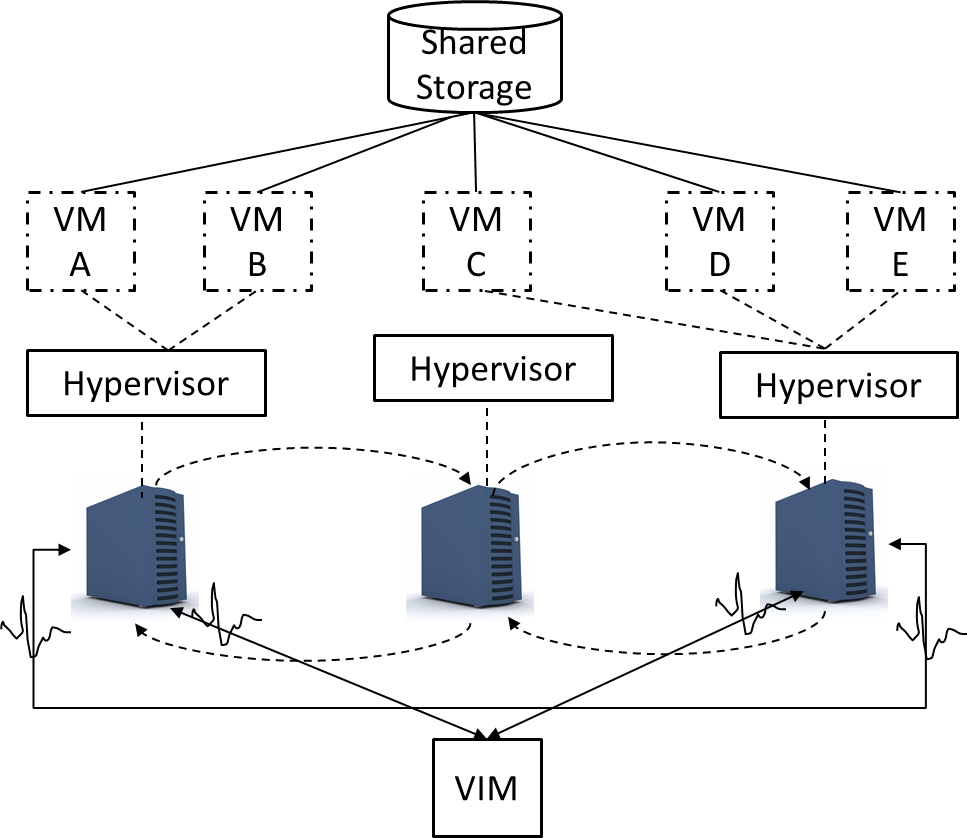 Shared
Storage
VM
A
VM
B
VM
C
VM
D
VM
E
Hypervisor
Hypervisor
Hypervisor
VIM